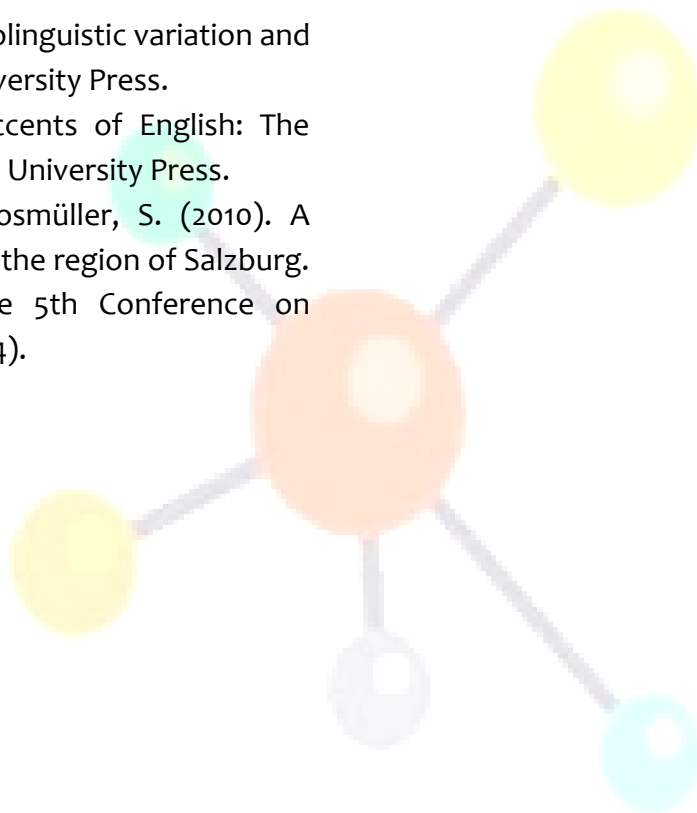 olinguistic variation and
versity Press.
ccents of English: The
University Press.
osmüller, S. (2010). A
the region of Salzburg.
e 5th Conference on
4).